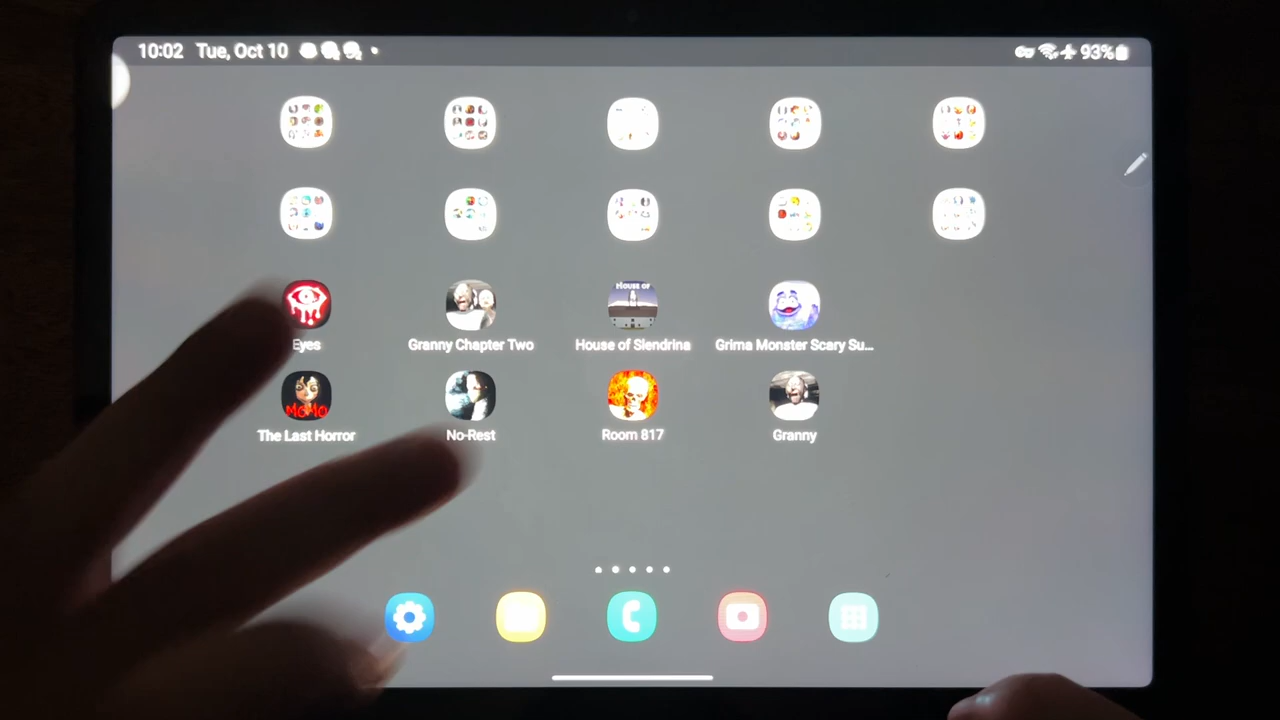 10:02 Tue, Oct 10 93%
Eyes Granny Chapter Two House of Slendrina Grima Monster Scary Su...
HOUSE OF
MOMO
The Last Horror No-Rest Room 817 Granny